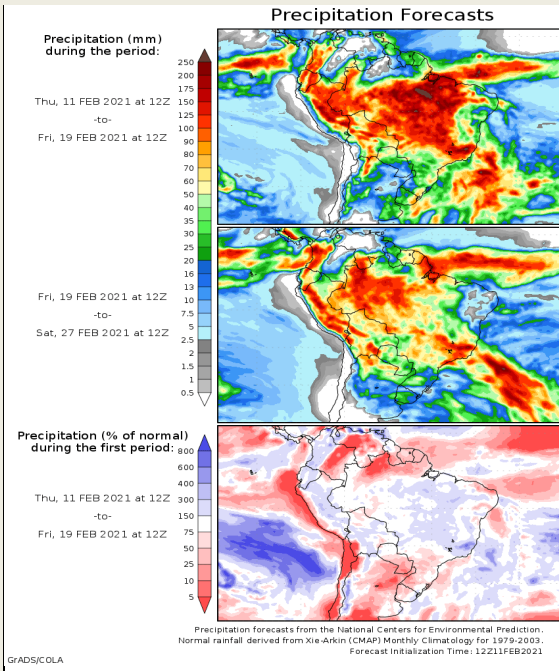 Precipitation Forecasts
Precipitation (mm)
during the period:
Thu, 11 FEB 2021 at 12Z
-to-
Fri, 19 FEB 2021 at 12Z
250
200
175
150
125
100
90
80
70
60
50
40
35
30
25
20
16
13
10
7.5
5
2.5
2
1.5
1
0.5
Fri, 19 FEB 2021 at 12Z
-to-
Sat, 27 FEB 2021 at 12Z
Precipitation (% of normal)
during the first period:
Thu, 11 FEB 2021 at 12Z
-to-
Fri, 19 FEB 2021 at 12Z
800
600
400
300
150
75
50
25
10
5
Precipitation forecasts from the National Centers for Environmental Prediction.
Normal rainfall derived from Xie-Arkin (CMAP) Monthly Climatology for 1979-2003.
Forecast Initialization Time: 12Z11FEB2021
GrADS/COLA